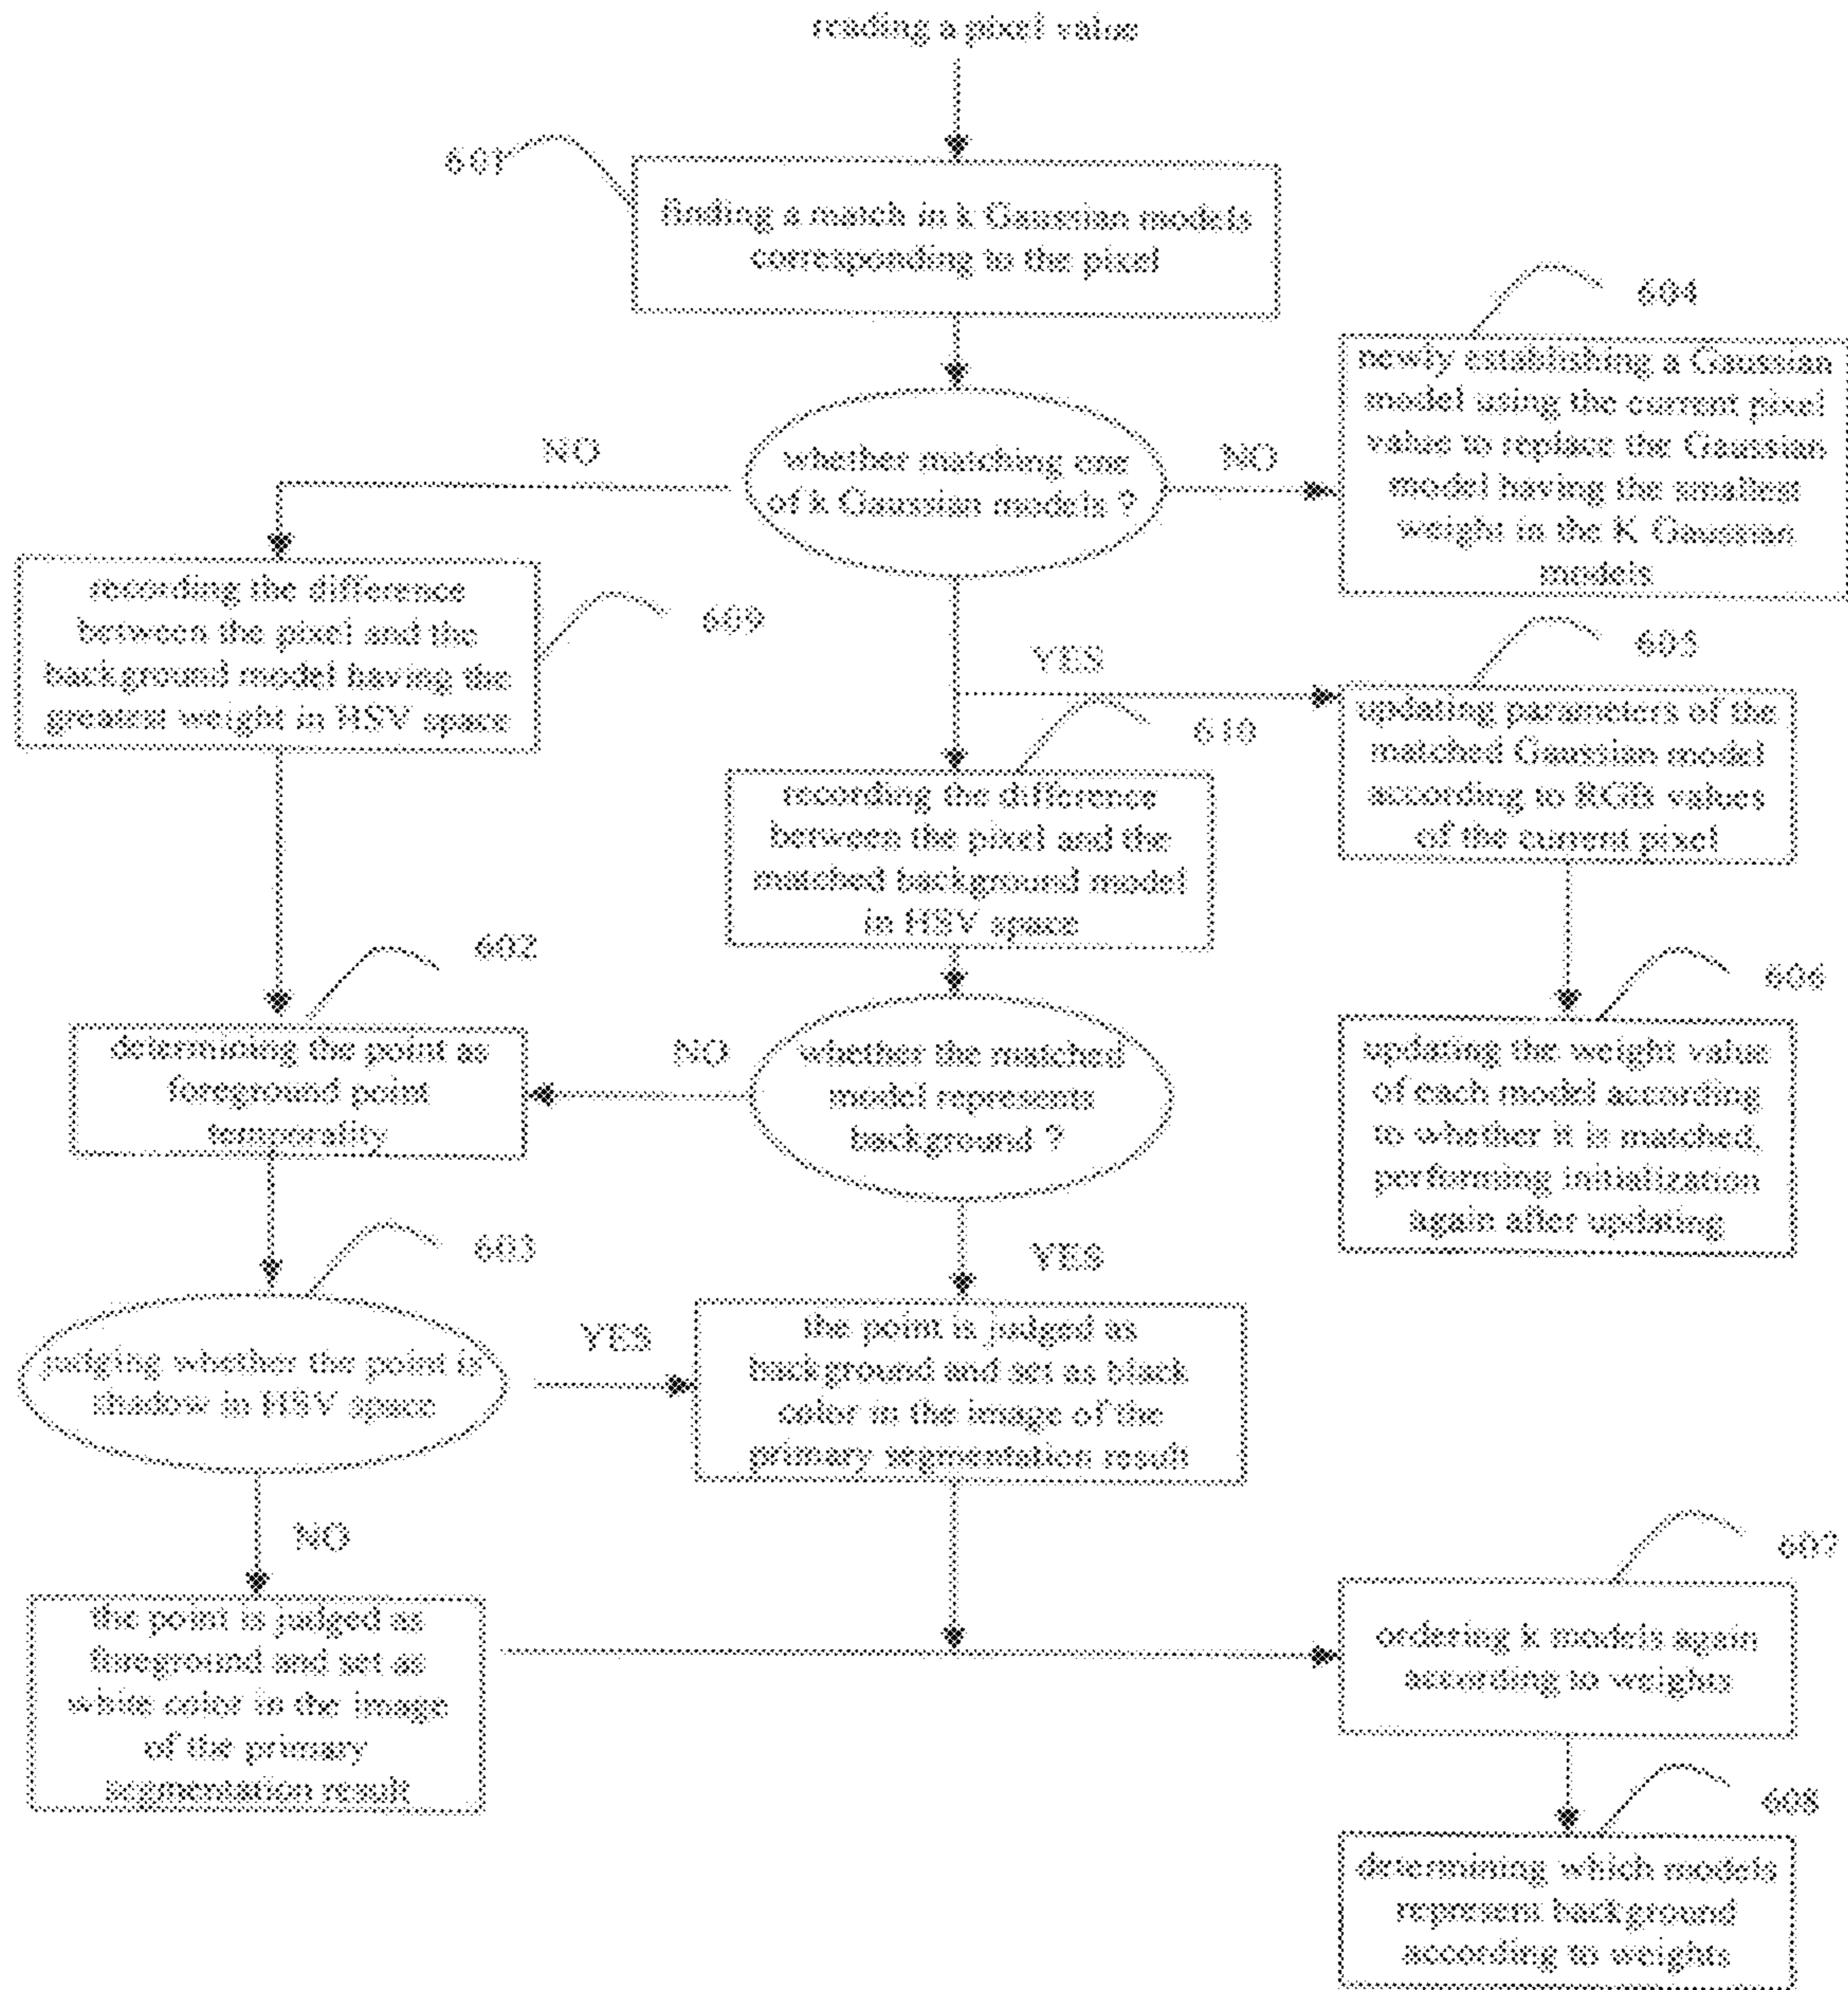 reading a pixel value
601
finding a match in k Gaussian models
corresponding to the pixel
604
newly establishing a Gaussian
model using the current pixel
value to replace the Gaussian
model having the smallest
weight in the K Gaussian
models
NO
whether matching one
of k Gaussian models ?
NO
recording the difference
between the pixel and the
background model having the
greatest weight in HSV space
609
YES
605
updating parameters of the
matched Gaussian model
according to RGB values
of the current pixel
610
recording the difference
between the pixel and the
matched background model
in HSV space
602
determining the point as
foreground point
temporality
NO
whether the matched
model represents
background ?
606
updating the weight value
of each model according
to whether it is matched,
performing initialization
again after updating
603
judging whether the point is
shadow in HSV space
YES
YES
the point is judged as
background and set as black
color in the image of the
primary segmentation result
NO
the point is judged as
foreground and set as
white color in the image
of the primary
segmentation result
607
ordering k models again
according to weights
608
determining which models
represent background
according to weights